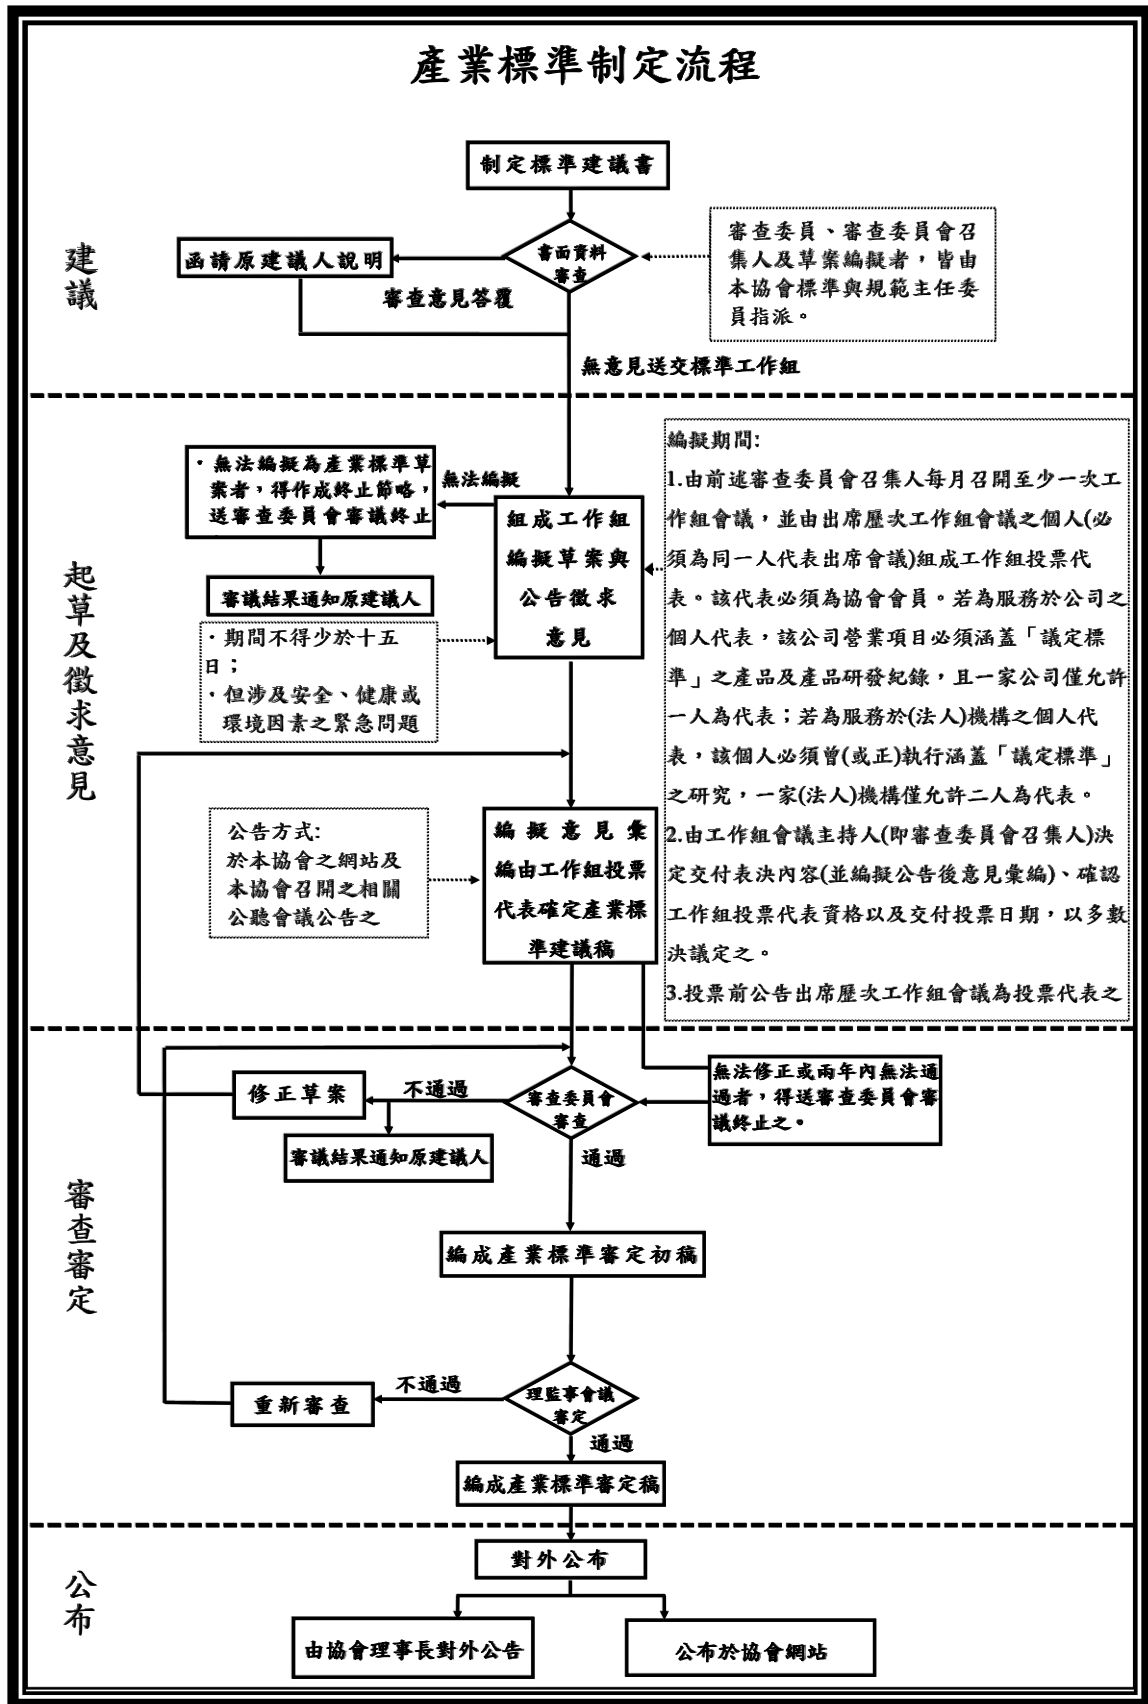 產業標準制定流程
制定標準建議書
建
議
書面資料
審查
函請原建議人說明
審查意見答覆
審查委員、審查委員會召
集人及草案編擬者，皆由
本協會標準與規範主任委
員指派。
無意見送交標準工作組
起
草
及
徵
求
意
見
‧無法編擬為產業標準草
案者，得作成終止節略，
送審查委員會審議終止
無法編擬
審議結果通知原建議人
組成工作組
編擬草案與
公告徵求
意見
‧期間不得少於十五
日；
‧但涉及安全、健康或
環境因素之緊急問題
編擬期間:
1.由前述審查委員會召集人每月召開至少一次工
作組會議，並由出席歷次工作組會議之個人(必
須為同一人代表出席會議)組成工作組投票代
表。該代表必須為協會會員。若為服務於公司之
個人代表，該公司營業項目必須涵蓋「議定標
準」之產品及產品研發紀錄，且一家公司僅允許
一人為代表；若為服務於(法人)機構之個人代
表，該個人必須曾(或正)執行涵蓋「議定標準」
之研究，一家(法人)機構僅允許二人為代表。
2.由工作組會議主持人(即審查委員會召集人)決
定交付表決內容(並編擬公告後意見彙編)、確認
工作組投票代表資格以及交付投票日期，以多數
決議定之。
3.投票前公告出席歷次工作組會議為投票代表之
公告方式:
於本協會之網站及
本協會召開之相關
公聽會議公告之
編擬意見彙
編由工作組投票
代表確定產業標
準建議稿
審
查
審
定
修正草案
不通過
審查委員會
審查
無法修正或兩年內無法通
過者，得送審查委員會審
議終止之。
審議結果通知原建議人
通過
編成產業標準審定初稿
重新審查
不通過
理監事會議
審定
通過
編成產業標準審定稿
公
布
對外公布
由協會理事長對外公告
公布於協會網站